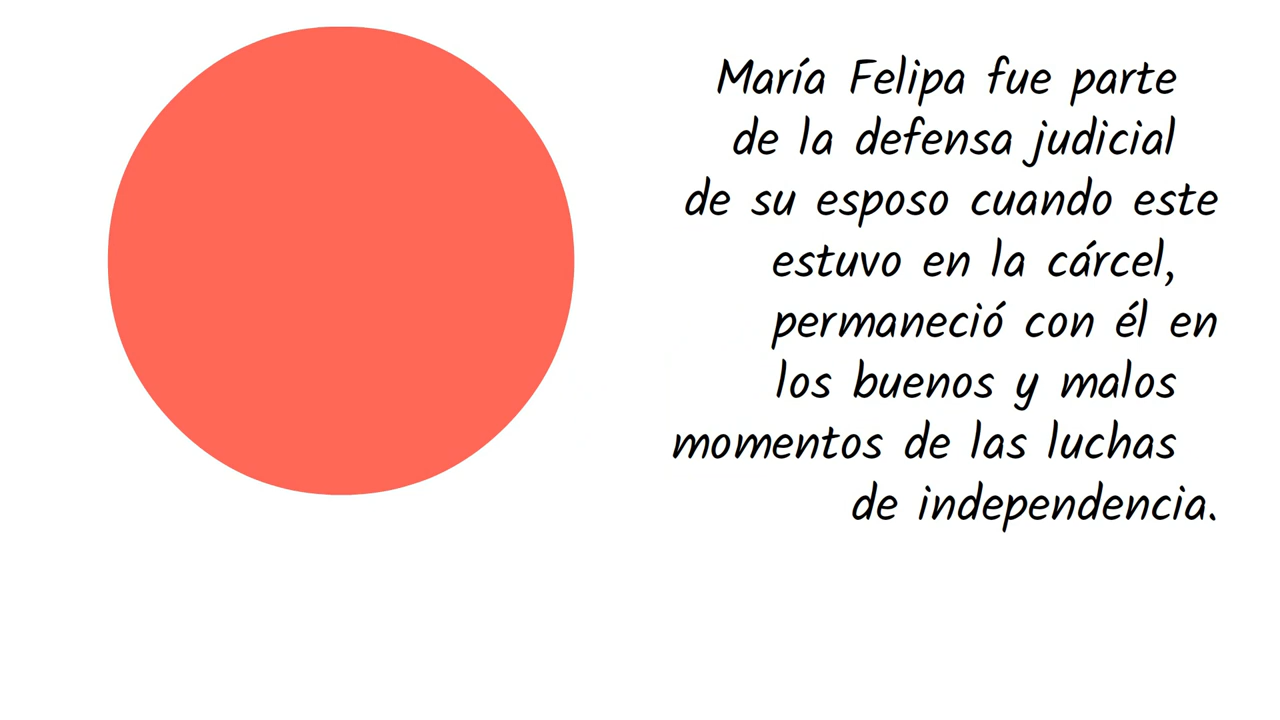 María Felipa fue parte
de la defensa judicial
de su esposo cuando este
estuvo en la cárcel,
permaneció con él en
los buenos y malos
momentos de las luchas
de independencia.